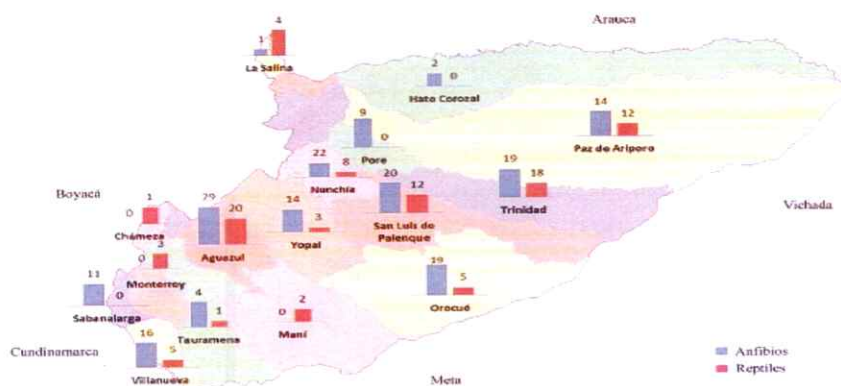 Arauca
4
1
La Salina
2
0
Hato Corozal
14
12
Paz de Ariporo
9
0
Pore
22
8
Nunchía
19
18
Trinidad
20
12
San Luis de
Palenque
Boyacá
Vichada
0
1
Chámeza
29
20
Aguazul
14
3
Yopal
0
3
Monterrey
19
5
Orocué
11
0
Sabanalarga
4
1
Tauramena
0
2
Maní
Cundinamarca
16
5
Villanueva
Meta
Anfibios
Reptiles